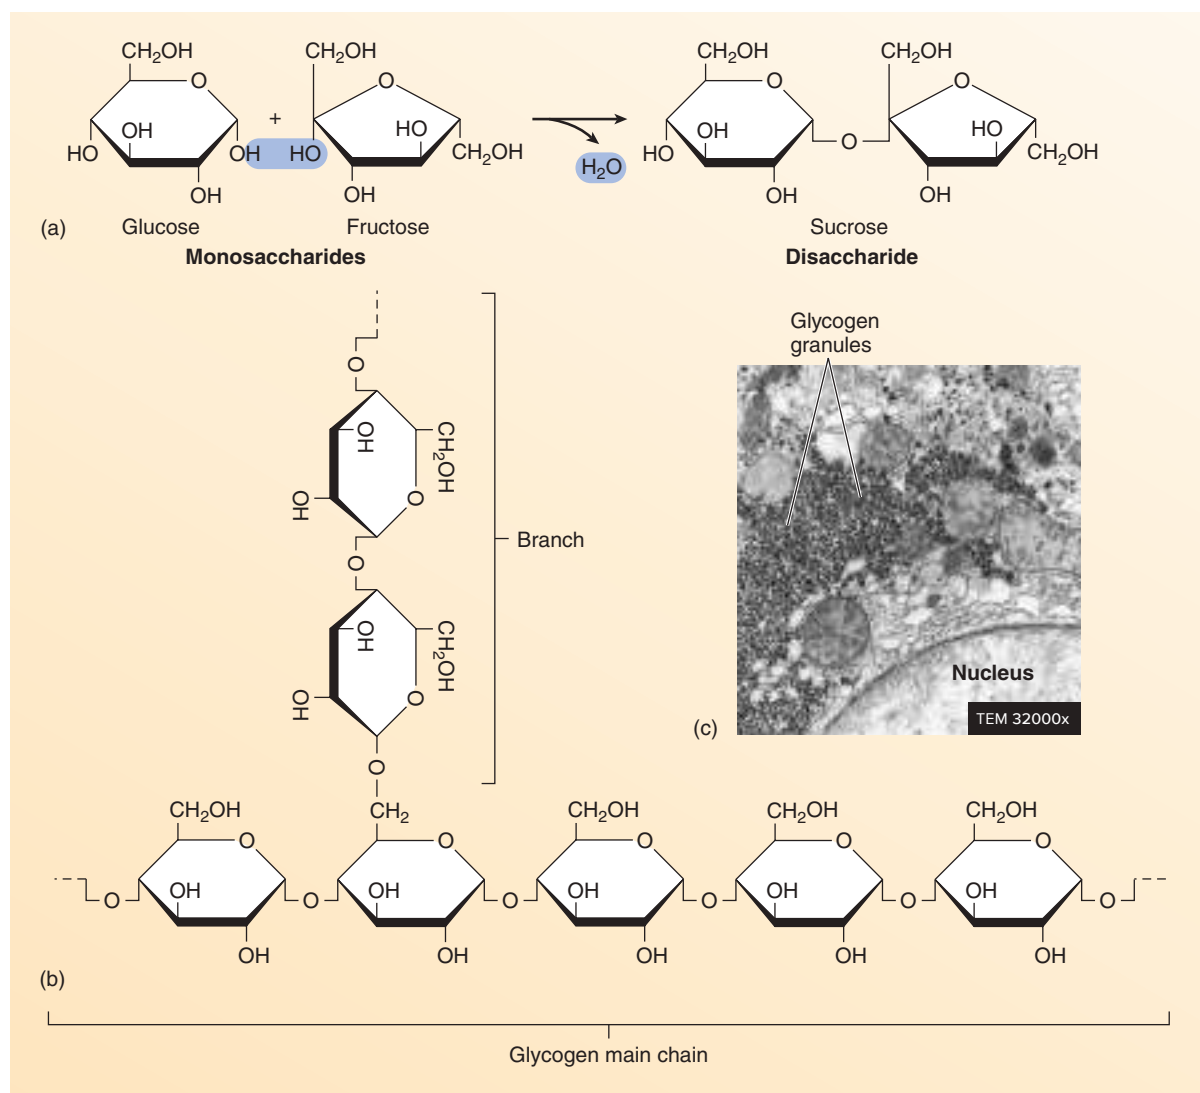 CH₂OH
O
OH
HO
OH
OH
+
CH₂OH
O
HO
HO
CH₂OH
OH
H₂O
CH₂OH
O
OH
HO
OH
O
CH₂OH
O
HO
CH₂OH
OH
(a)
Glucose
Fructose
Sucrose
Monosaccharides
Disaccharide
O
OH
CH₂OH
HO
O
O
OH
CH₂OH
HO
O
O
Branch
Glycogen
granules
Nucleus
TEM 32000x
(c)
CH₂OH
CH₂
CH₂OH
CH₂OH
CH₂OH
O
O
O
O
O
OH
OH
OH
OH
OH
O
O
O
O
O
O
OH
OH
OH
OH
OH
(b)
Glycogen main chain